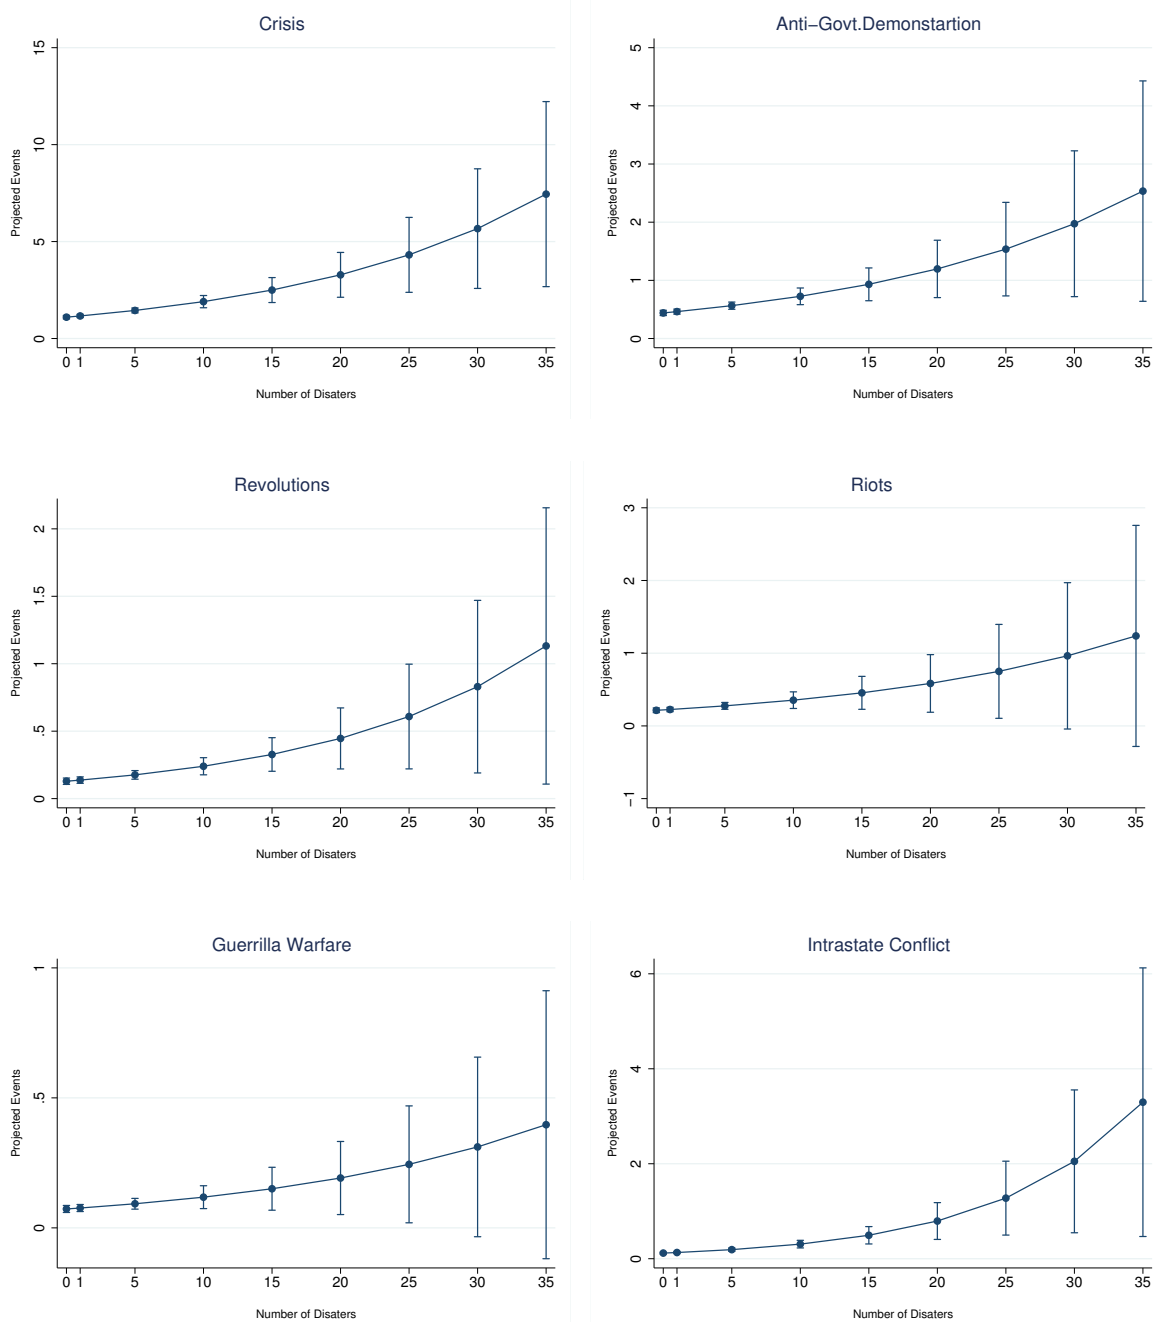 Crisis
15
10
5
0
Projected Events
0 1 5 10 15 20 25 30 35
Number of Disaters
Anti−Govt.Demonstartion
5
4
3
2
1
0
Projected Events
0 1 5 10 15 20 25 30 35
Number of Disaters
Revolutions
2
1.5
1
.5
0
Projected Events
0 1 5 10 15 20 25 30 35
Number of Disaters
Riots
3
2
1
0
−1
Projected Events
0 1 5 10 15 20 25 30 35
Number of Disaters
Guerrilla Warfare
1
.5
0
Projected Events
0 1 5 10 15 20 25 30 35
Number of Disaters
Intrastate Conflict
6
4
2
0
Projected Events
0 1 5 10 15 20 25 30 35
Number of Disaters